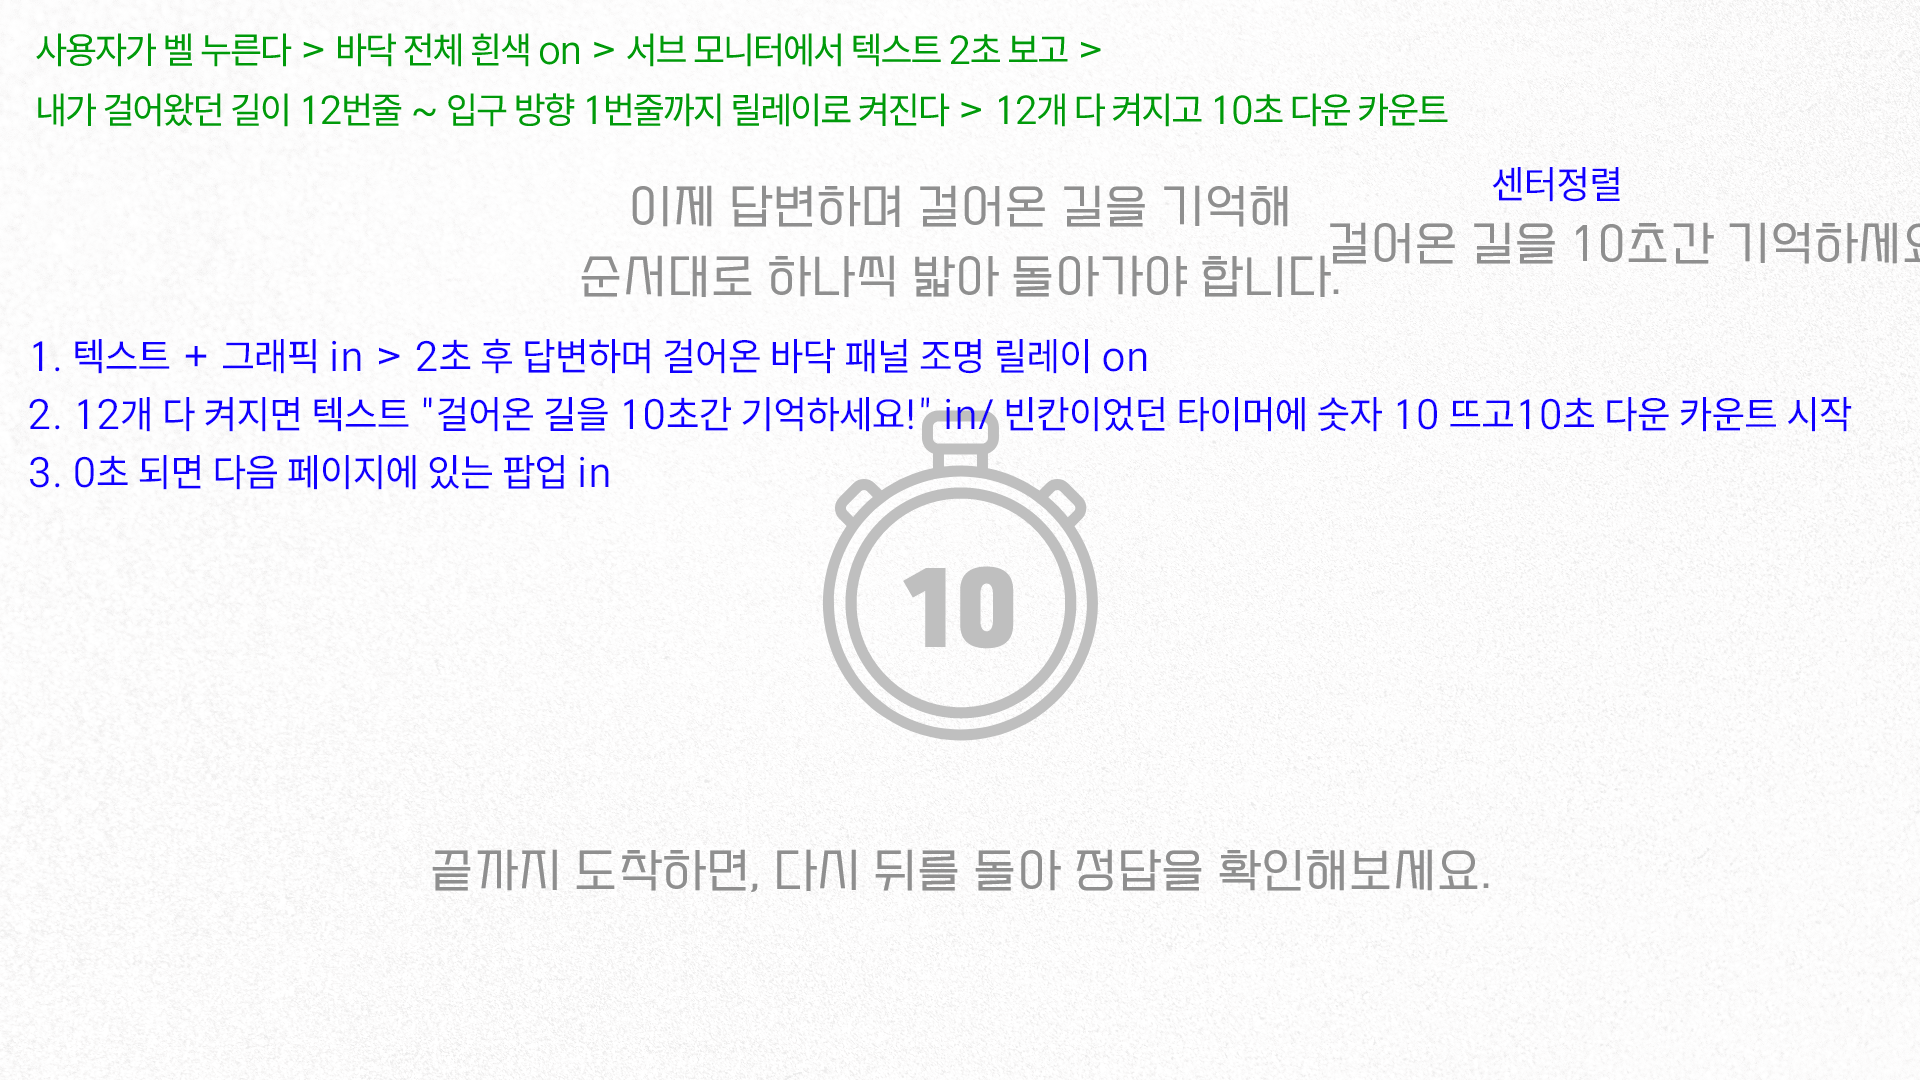 사용자가 벨 누른다 > 바닥 전체 흰색 on > 서브 모니터에서 텍스트 2초 보고 >
내가 걸어왔던 길이 12번줄 ~ 입구 방향 1번줄까지 릴레이로 켜진다 > 12개 다 켜지고 10초 다운 카운트
이제 답변하며 걸어온 길을 기억해
순서대로 하나씩 밟아 돌아가야 합니다.
센터정렬
걸어온 길을 10초간 기억하세요
1. 텍스트 + 그래픽 in > 2초 후 답변하며 걸어온 바닥 패널 조명 릴레이 on
2. 12개 다 켜지면 텍스트 "걸어온 길을 10초간 기억하세요!" in/ 빈칸이었던 타이머에 숫자 10 뜨고10초 다운 카운트 시작
3. 0초 되면 다음 페이지에 있는 팝업 in
10
끝까지 도착하면, 다시 뒤를 돌아 정답을 확인해보세요.